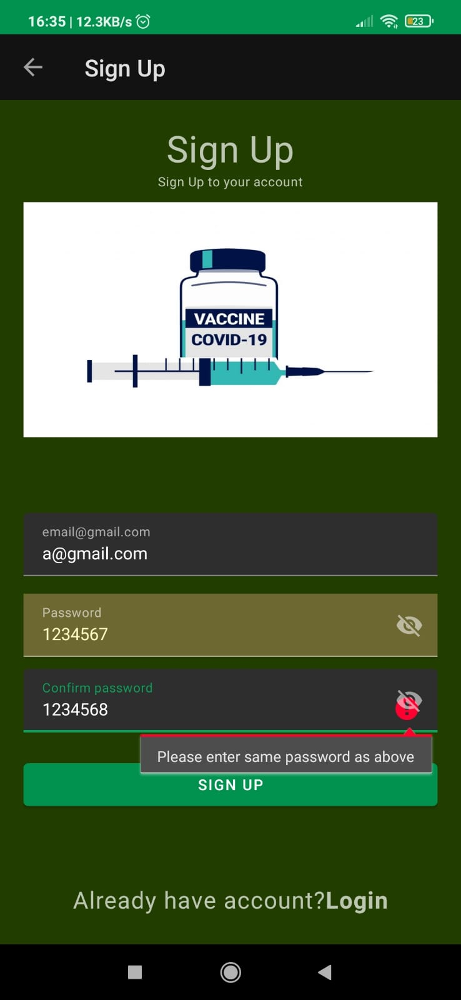 16:35 | 12.3KB/s
23
Sign Up
Sign Up
Sign Up to your account
VACCINE
COVID-19
email@gmail.com
a@gmail.com
Password
1234567
Confirm password
1234568
Please enter same password as above
SIGN UP
Already have account?Login